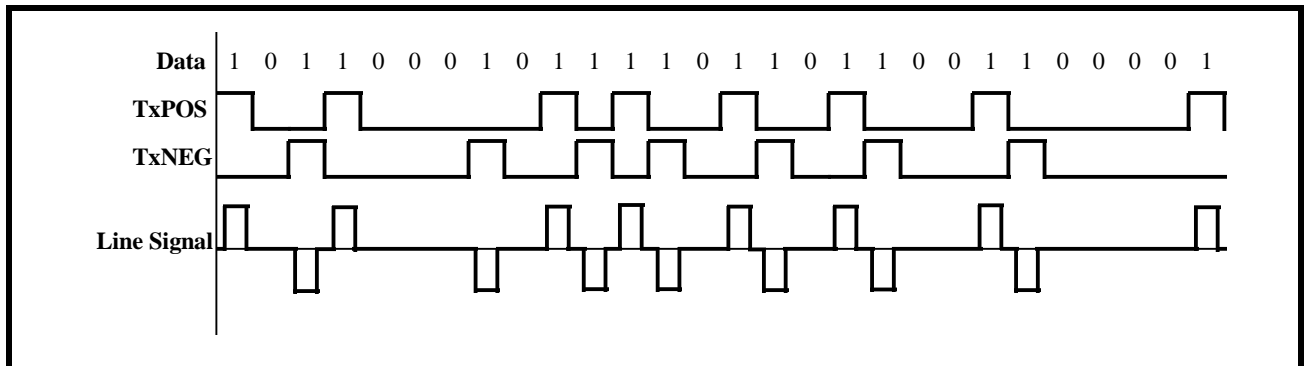 Data 1 0 1 1 0 0 0 1 0 1 1 1 1 0 1 1 0 1 1 0 0 1 1 0 0 0 0 1
TxPOS
TxNEG
Line Signal